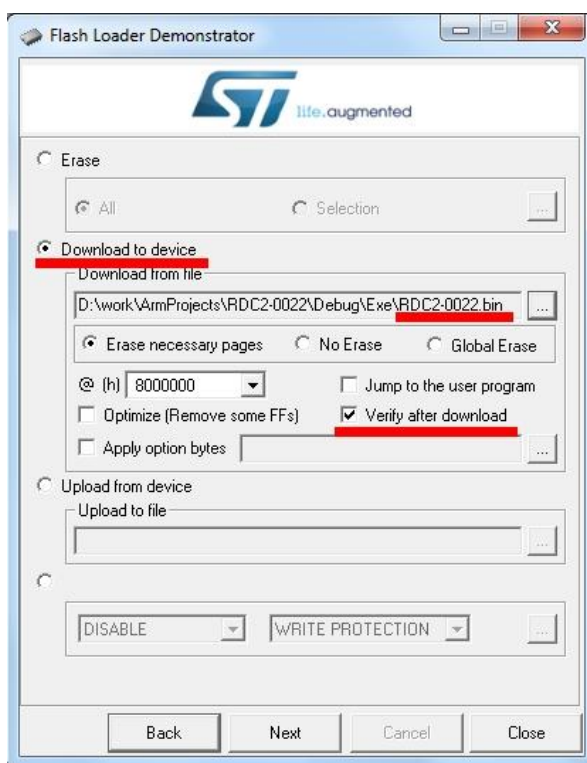 Flash Loader Demonstrator
life.augmented
Erase
All Selection ...
Download to device
Download from file
D:\work\ArmProjects\RDC2-0022\Debug\Exe\RDC2-0022.bin ...
Erase necessary pages No Erase Global Erase
@ (h) 8000000 Jump to the user program
Optimize (Remove some FFs) Verify after download
Apply option bytes ...
Upload from device
Upload to file
...
DISABLE WRITE PROTECTION ...
Back Next Cancel Close